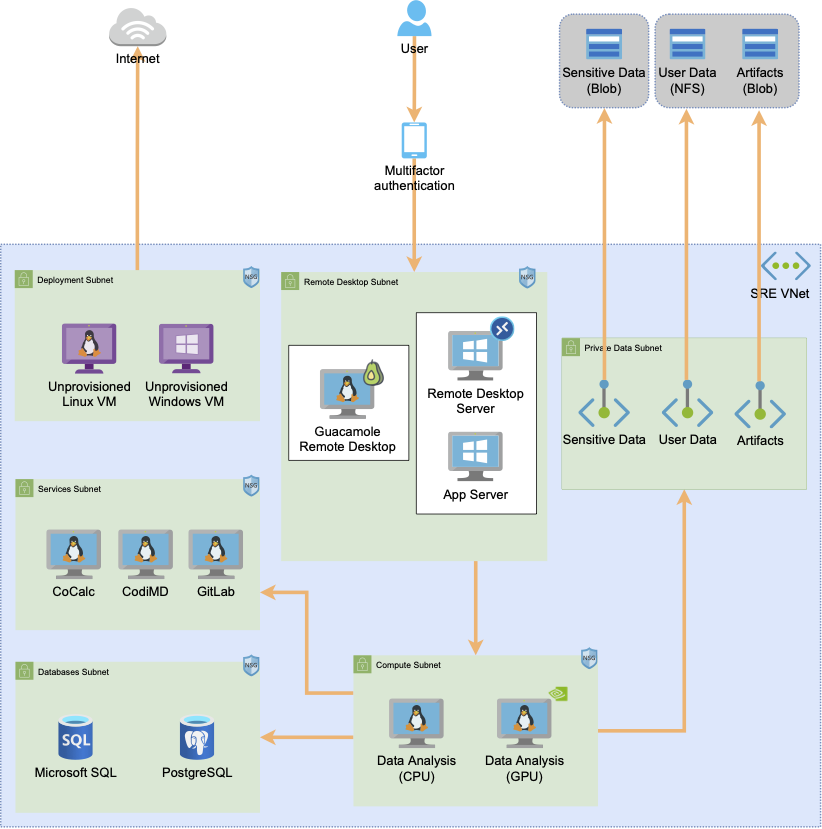 Internet
User
Sensitive Data
(Blob)
User Data
(NFS)
Artifacts
(Blob)
Multifactor
authentication
SRE VNet
Deployment Subnet
NSG
Unprovisioned
Linux VM
Unprovisioned
Windows VM
Remote Desktop Subnet
NSG
Guacamole
Remote Desktop
Remote Desktop
Server
App Server
Private Data Subnet
Sensitive Data
User Data
Artifacts
Services Subnet
NSG
CoCalc
CodiMD
GitLab
Databases Subnet
NSG
SQL
Microsoft SQL
PostgreSQL
Compute Subnet
NSG
Data Analysis
(CPU)
Data Analysis
(GPU)